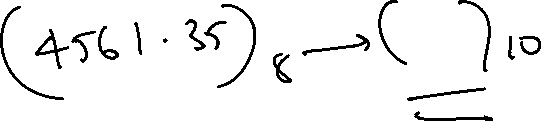 (4561.35)₈ → ( )₁₀